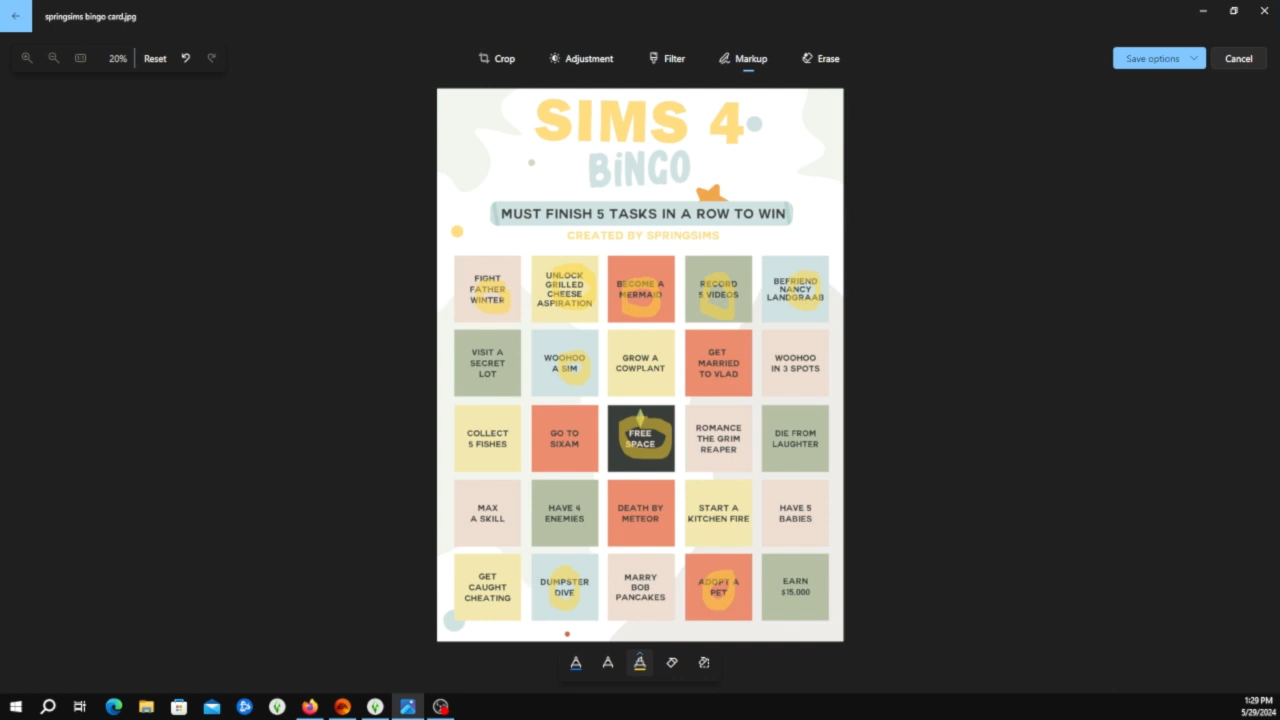 springsims bingo card.jpg
20%
Reset
Crop
Adjustment
Filter
Markup
Erase
Save options
Cancel
SIMS 4
BiNGO
MUST FINISH 5 TASKS IN A ROW TO WIN
CREATED BY SPRINGSIMS
FIGHT
FATHER
WINTER
UNLOCK
GRILLED
CHEESE
ASPIRATION
BECOME A
MERMAID
RECORD
5 VIDEOS
BEFRIEND
NANCY
LANDGRAAB
VISIT A
SECRET
LOT
WOOHOO
A SIM
GROW A
COWPLANT
GET
MARRIED
TO VLAD
WOOHOO
IN 3 SPOTS
COLLECT
5 FISHES
GO TO
SIXAM
FREE
SPACE
ROMANCE
THE GRIM
REAPER
DIE FROM
LAUGHTER
MAX
A SKILL
HAVE 4
ENEMIES
DEATH BY
METEOR
START A
KITCHEN FIRE
HAVE 5
BABIES
GET
CAUGHT
CHEATING
DUMPSTER
DIVE
MARRY
BOB
PANCAKES
ADOPT A
PET
EARN
$15,000
1:29 PM
5/29/2024